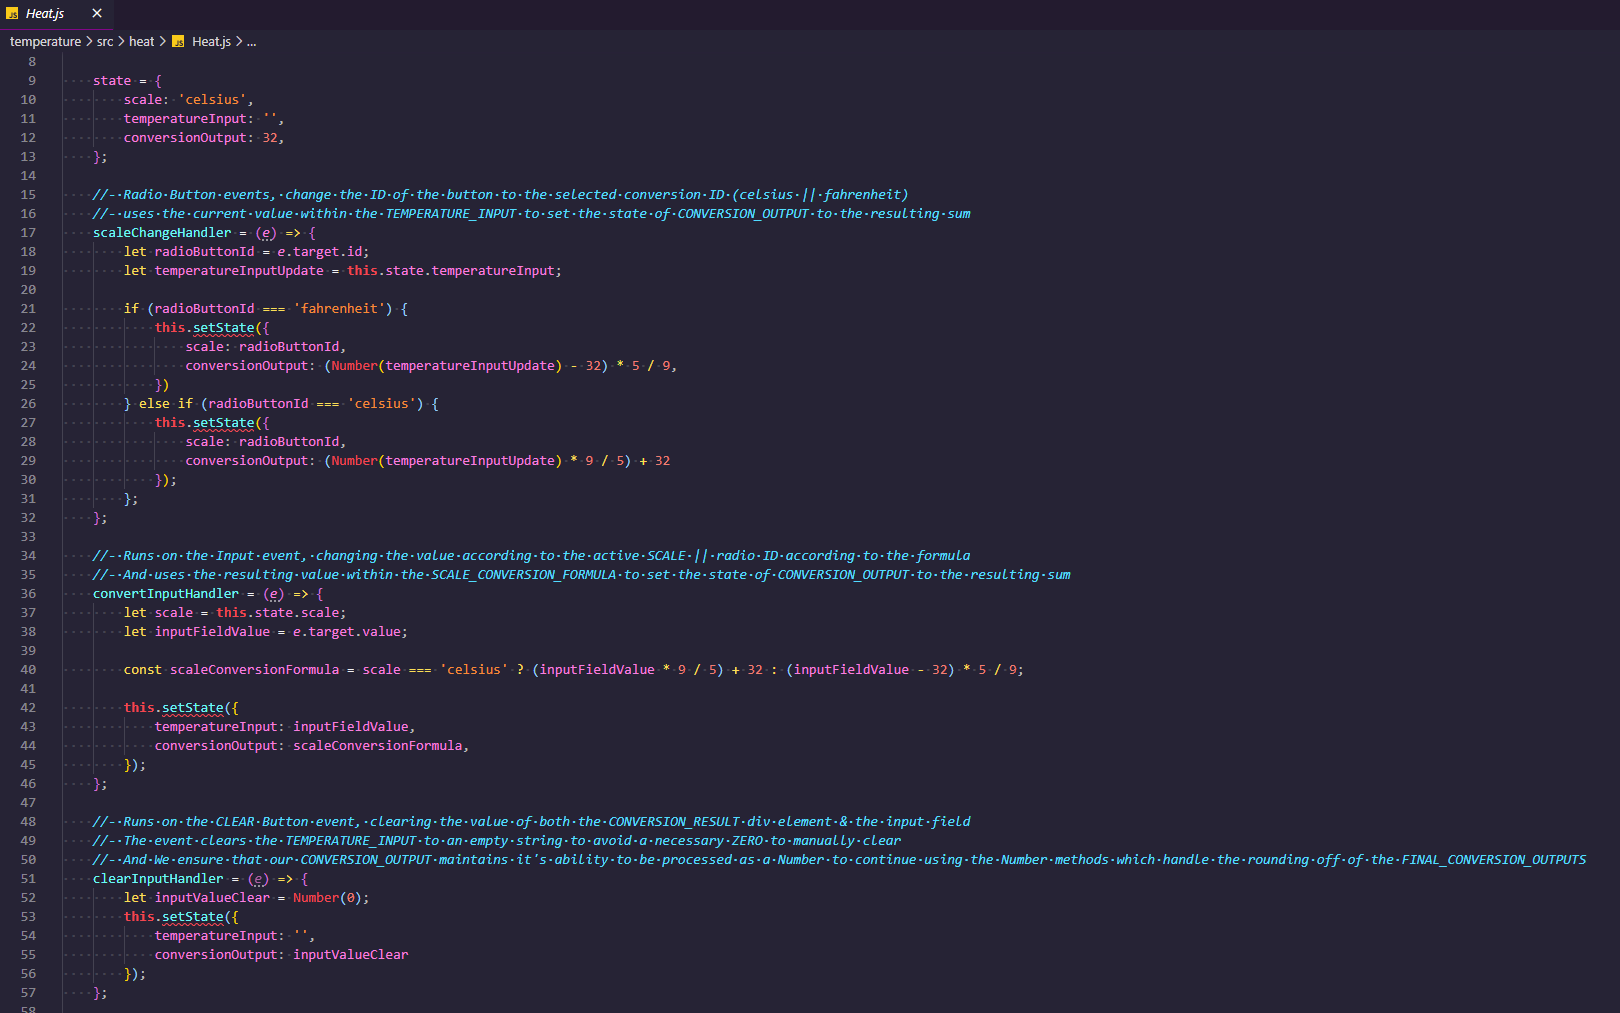 JS Heat.js ×
temperature > src > heat > JS Heat.js > ...
8
9 state = {
10 scale: 'celsius',
11 temperatureInput: '',
12 conversionOutput: 32,
13 };
14
15 //- Radio Button events, change the ID of the button to the selected conversion ID (celsius || fahrenheit)
16 //- uses the current value within the TEMPERATURE_INPUT to set the state of CONVERSION_OUTPUT to the resulting sum
17 scaleChangeHandler = (e) => {
18 let radioButtonId = e.target.id;
19 let temperatureInputUpdate = this.state.temperatureInput;
20
21 if (radioButtonId === 'fahrenheit') {
22 this.setState({
23 scale: radioButtonId,
24 conversionOutput: (Number(temperatureInputUpdate) - 32) * 5 / 9,
25 })
26 } else if (radioButtonId === 'celsius') {
27 this.setState({
28 scale: radioButtonId,
29 conversionOutput: (Number(temperatureInputUpdate) * 9 / 5) + 32
30 });
31 };
32 };
33
34 //- Runs on the Input event, changing the value according to the active SCALE || radio ID according to the formula
35 //- And uses the resulting value within the SCALE_CONVERSION_FORMULA to set the state of CONVERSION_OUTPUT to the resulting sum
36 convertInputHandler = (e) => {
37 let scale = this.state.scale;
38 let inputFieldValue = e.target.value;
39
40 const scaleConversionFormula = scale === 'celsius' ? (inputFieldValue * 9 / 5) + 32 : (inputFieldValue - 32) * 5 / 9;
41
42 this.setState({
43 temperatureInput: inputFieldValue,
44 conversionOutput: scaleConversionFormula,
45 });
46 };
47
48 //- Runs on the CLEAR Button event, clearing the value of both the CONVERSION_RESULT div element & the input field
49 //- The event clears the TEMPERATURE_INPUT to an empty string to avoid a necessary ZERO to manually clear
50 //- And We ensure that our CONVERSION_OUTPUT maintains it's ability to be processed as a Number to continue using the Number methods which handle the rounding off of the FINAL_CONVERSION_OUTPUTS
51 clearInputHandler = (e) => {
52 let inputValueClear = Number(0);
53 this.setState({
54 temperatureInput: '',
55 conversionOutput: inputValueClear
56 });
57 };
58